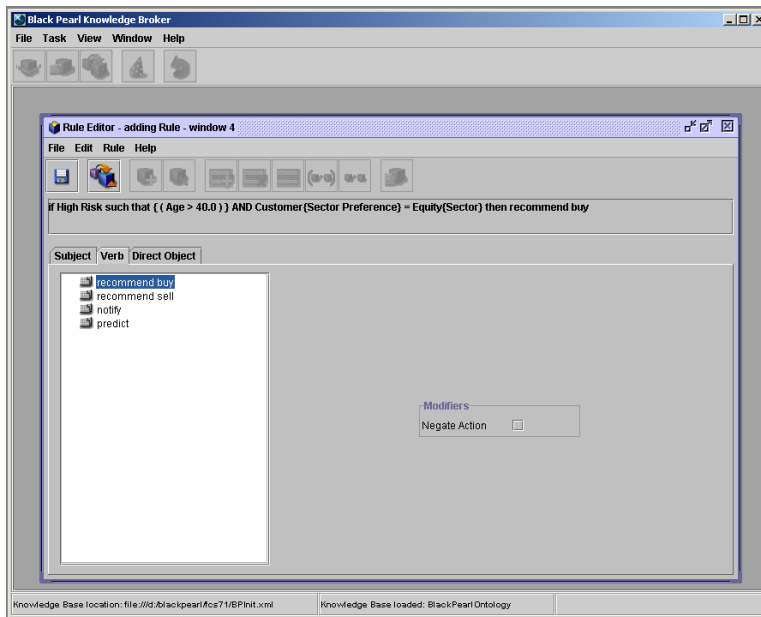 Black Pearl Knowledge Broker
File Task View Window Help
Rule Editor - adding Rule - window 4
File Edit Rule Help
if High Risk such that { ( Age > 40.0 ) } AND Customer{Sector Preference} = Equity{Sector} then recommend buy
Subject Verb Direct Object
recommend buy
recommend sell
notify
predict
Modifiers
Negate Action
Knowledge Base location: file:///d:/blackpearl/fcs71/BPInit.xml Knowledge Base loaded: BlackPearlOntology